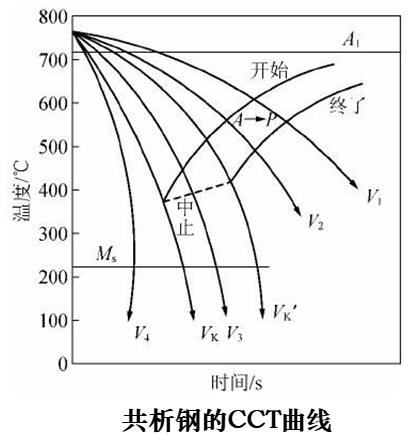 800
700
600
500
400
300
200
100
0
温度/℃
时间/s
A₁
开始
A→P
终了
中止
Mₛ
V₁
V₂
V₄
V_K
V₃
V_K′
共析钢的CCT曲线